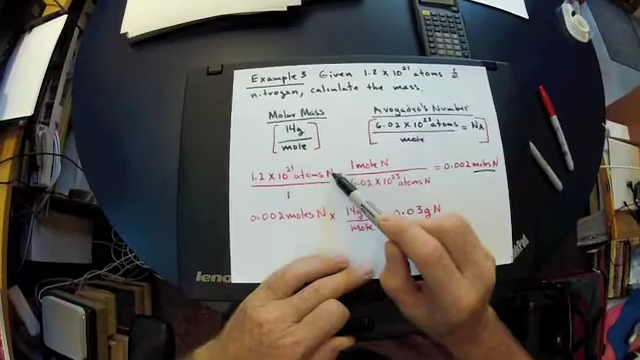 Example 3 Given 1.2 x 10²¹ atoms of
nitrogen, calculate the mass.
Molar Mass
14g
mole
Avogadro's Number
6.02 x 10²³ atoms = NA
mole
1.2 x 10²¹ atoms N 1 mole N = 0.002 moles N
1 6.02 x 10²³ atoms N
0.002 moles N x 14g 0.03g N
mole
lenovo
ThinkPad